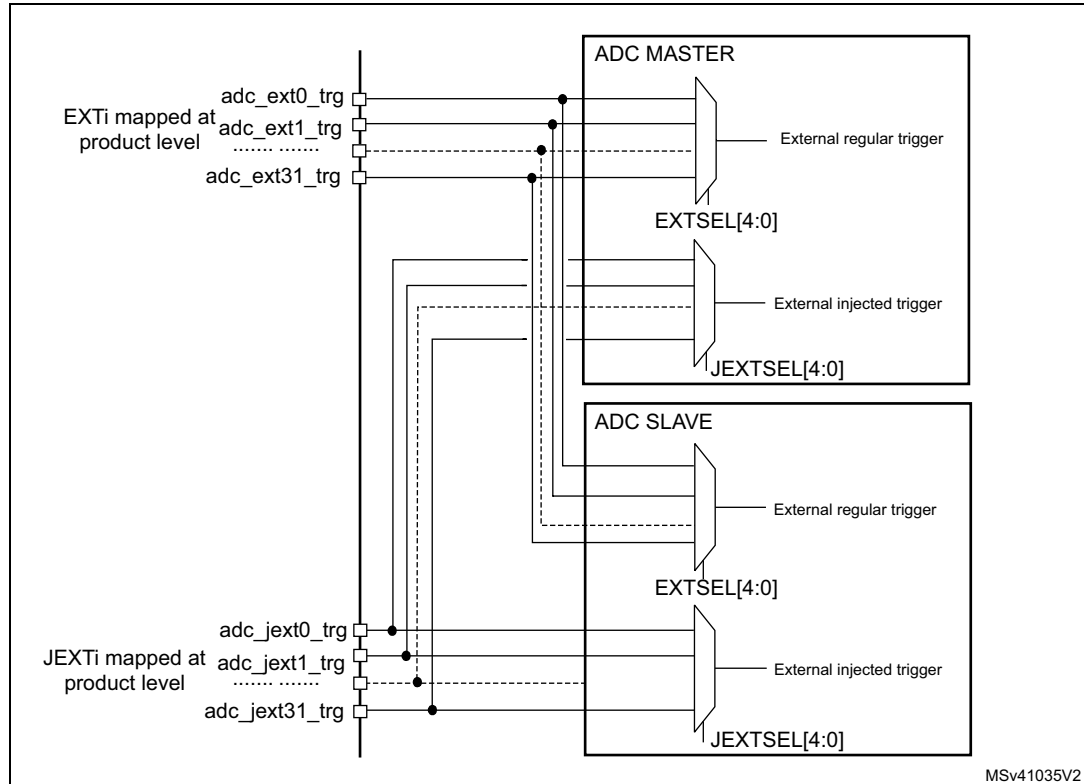 ADC MASTER
adc_ext0_trg
EXTi mapped at
product level
adc_ext1_trg
....... .......
adc_ext31_trg
External regular trigger
EXTSEL[4:0]
External injected trigger
JEXTSEL[4:0]
ADC SLAVE
External regular trigger
EXTSEL[4:0]
adc_jext0_trg
JEXTi mapped at
product level
adc_jext1_trg
....... .......
adc_jext31_trg
External injected trigger
JEXTSEL[4:0]
MSv41035V2